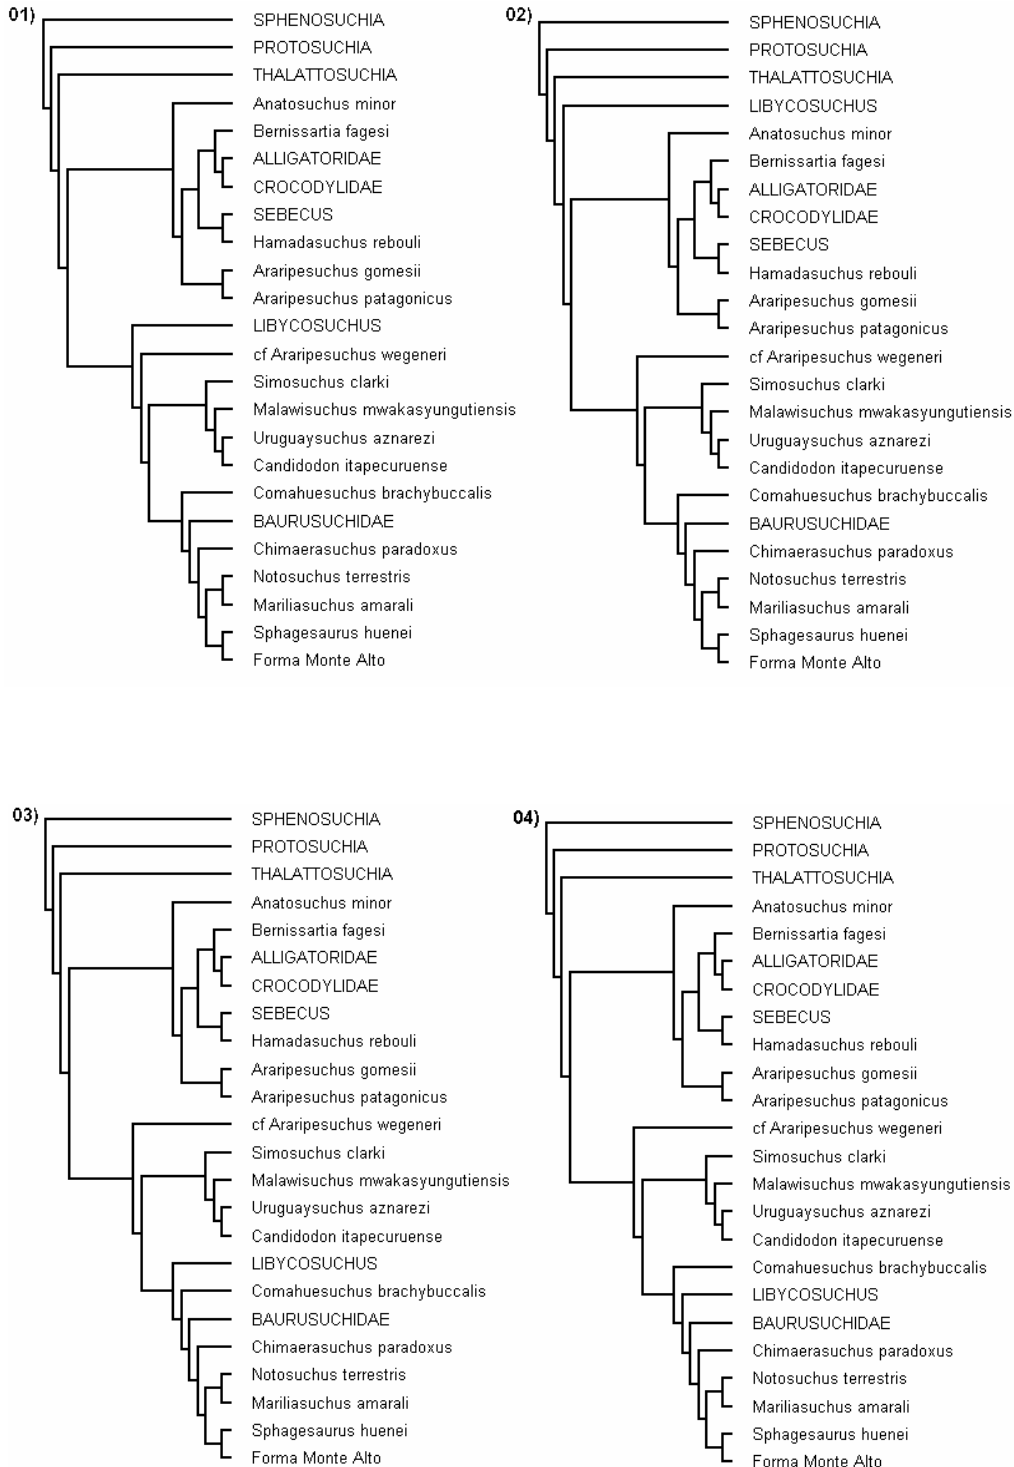 01)
SPHENOSUCHIA
PROTOSUCHIA
THALATTOSUCHIA
Anatosuchus minor
Bernissartia fagesi
ALLIGATORIDAE
CROCODYLIDAE
SEBECUS
Hamadasuchus rebouli
Araripesuchus gomesii
Araripesuchus patagonicus
LIBYCOSUCHUS
cf Araripesuchus wegeneri
Simosuchus clarki
Malawisuchus mwakasyungutiensis
Uruguaysuchus aznarezi
Candidodon itapecuruense
Comahuesuchus brachybuccalis
BAURUSUCHIDAE
Chimaerasuchus paradoxus
Notosuchus terrestris
Mariliasuchus amarali
Sphagesaurus huenei
Forma Monte Alto
02)
SPHENOSUCHIA
PROTOSUCHIA
THALATTOSUCHIA
LIBYCOSUCHUS
Anatosuchus minor
Bernissartia fagesi
ALLIGATORIDAE
CROCODYLIDAE
SEBECUS
Hamadasuchus rebouli
Araripesuchus gomesii
Araripesuchus patagonicus
cf Araripesuchus wegeneri
Simosuchus clarki
Malawisuchus mwakasyungutiensis
Uruguaysuchus aznarezi
Candidodon itapecuruense
Comahuesuchus brachybuccalis
BAURUSUCHIDAE
Chimaerasuchus paradoxus
Notosuchus terrestris
Mariliasuchus amarali
Sphagesaurus huenei
Forma Monte Alto
03)
SPHENOSUCHIA
PROTOSUCHIA
THALATTOSUCHIA
Anatosuchus minor
Bernissartia fagesi
ALLIGATORIDAE
CROCODYLIDAE
SEBECUS
Hamadasuchus rebouli
Araripesuchus gomesii
Araripesuchus patagonicus
cf Araripesuchus wegeneri
Simosuchus clarki
Malawisuchus mwakasyungutiensis
Uruguaysuchus aznarezi
Candidodon itapecuruense
LIBYCOSUCHUS
Comahuesuchus brachybuccalis
BAURUSUCHIDAE
Chimaerasuchus paradoxus
Notosuchus terrestris
Mariliasuchus amarali
Sphagesaurus huenei
Forma Monte Alto
04)
SPHENOSUCHIA
PROTOSUCHIA
THALATTOSUCHIA
Anatosuchus minor
Bernissartia fagesi
ALLIGATORIDAE
CROCODYLIDAE
SEBECUS
Hamadasuchus rebouli
Araripesuchus gomesii
Araripesuchus patagonicus
cf Araripesuchus wegeneri
Simosuchus clarki
Malawisuchus mwakasyungutiensis
Uruguaysuchus aznarezi
Candidodon itapecuruense
Comahuesuchus brachybuccalis
LIBYCOSUCHUS
BAURUSUCHIDAE
Chimaerasuchus paradoxus
Notosuchus terrestris
Mariliasuchus amarali
Sphagesaurus huenei
Forma Monte Alto